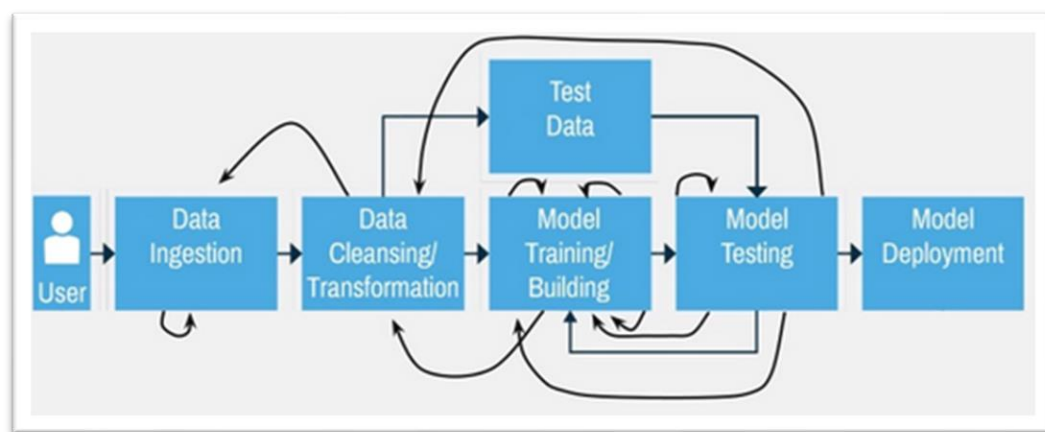 Test
Data
User
Data
Ingestion
Data
Cleansing/
Transformation
Model
Training/
Building
Model
Testing
Model
Deployment